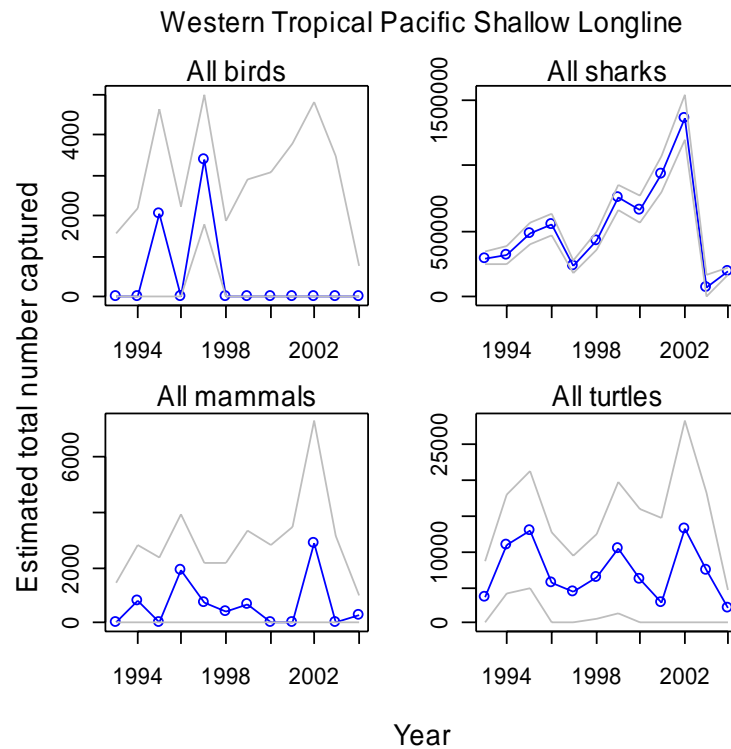 Western Tropical Pacific Shallow Longline
All birds
All sharks
0 2000 4000
0 500000 1500000
1994 1998 2002
1994 1998 2002
All mammals
All turtles
0 2000 6000
0 10000 25000
1994 1998 2002
1994 1998 2002
Estimated total number captured
Year